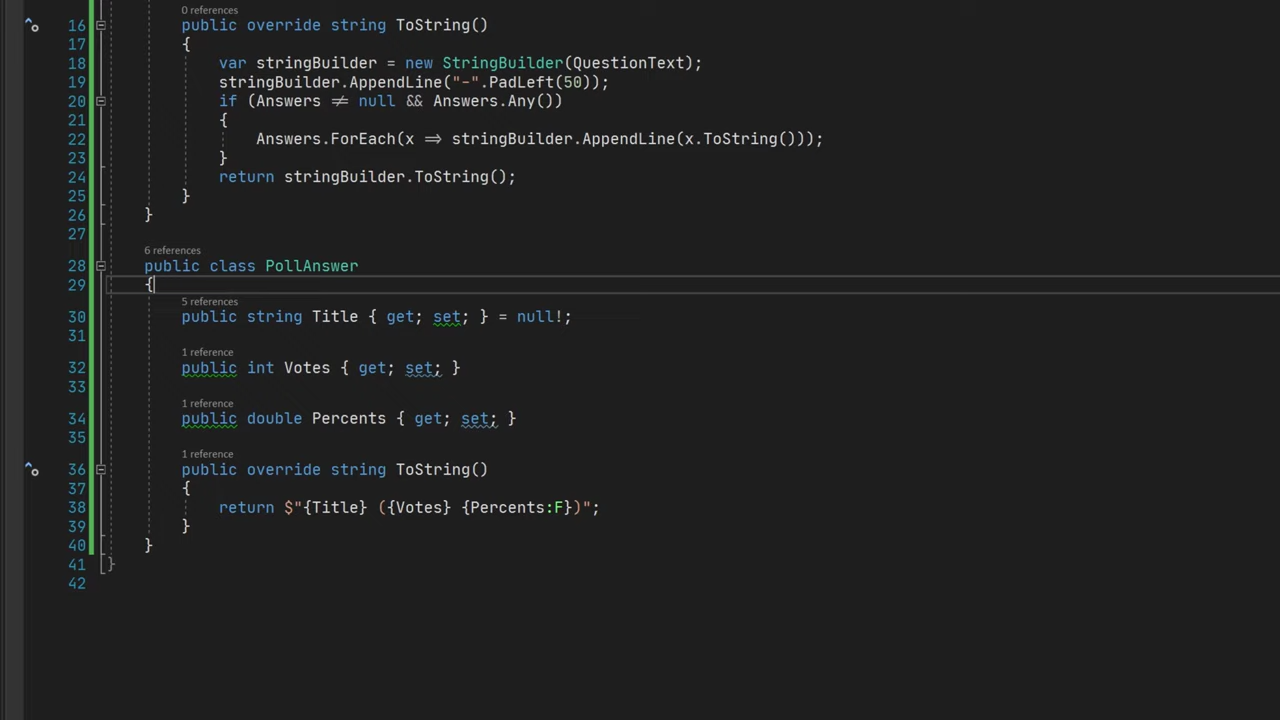 0 references
16 public override string ToString()
17 {
18 var stringBuilder = new StringBuilder(QuestionText);
19 stringBuilder.AppendLine("-".PadLeft(50));
20 if (Answers ≠ null && Answers.Any())
21 {
22 Answers.ForEach(x ⇒ stringBuilder.AppendLine(x.ToString()));
23 }
24 return stringBuilder.ToString();
25 }
26 }
27
6 references
28 public class PollAnswer
29 {
5 references
30 public string Title { get; set; } = null!;
31
1 reference
32 public int Votes { get; set; }
33
1 reference
34 public double Percents { get; set; }
35
1 reference
36 public override string ToString()
37 {
38 return $"{Title} ({Votes} {Percents:F})";
39 }
40 }
41 }
42